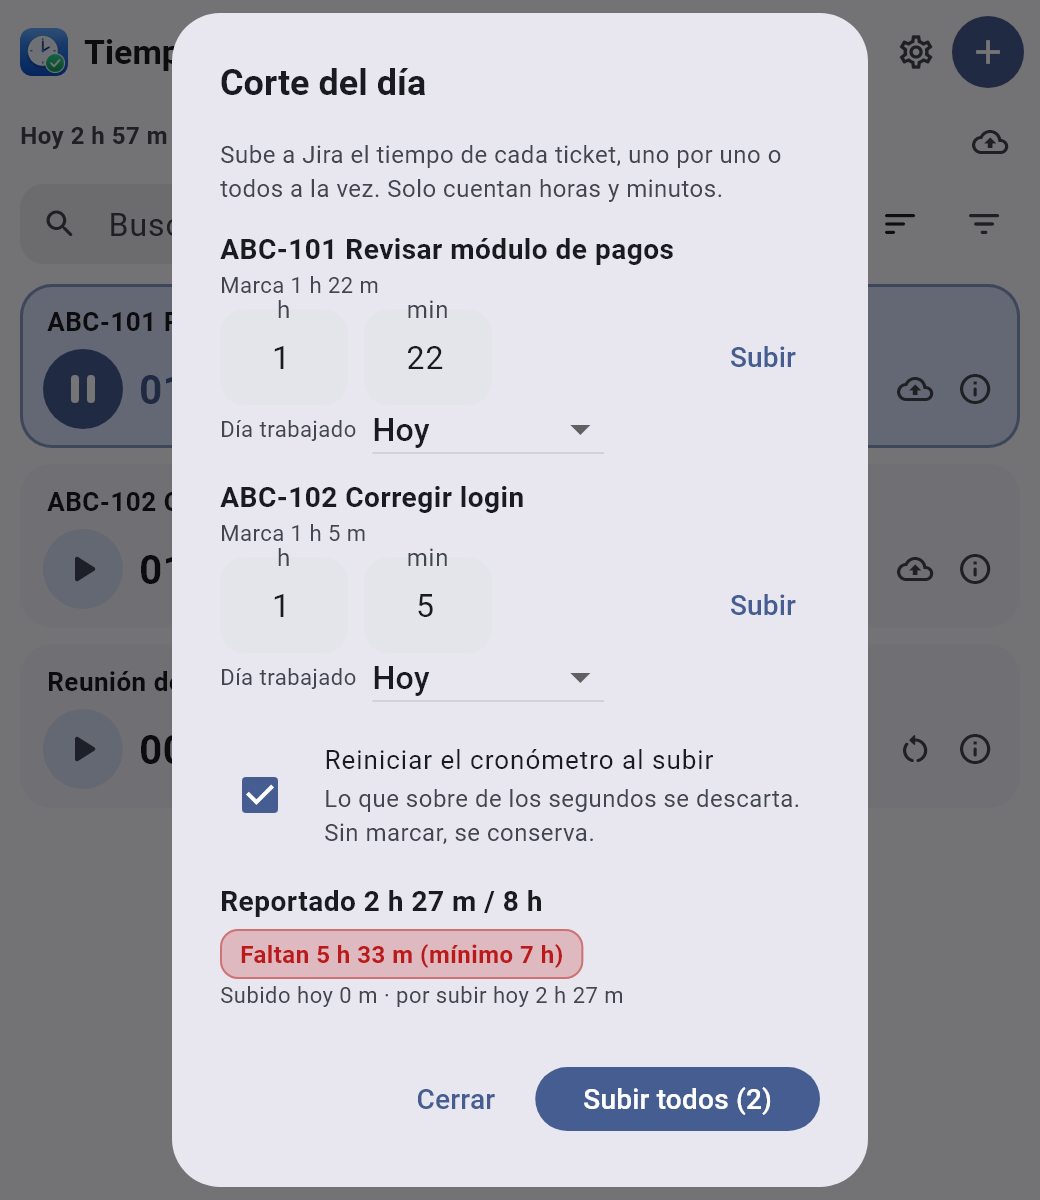 Tiemp
Hoy 2 h 57 m
Busc
ABC-101
01
ABC-102
01
Reunión de
00
Corte del día
Sube a Jira el tiempo de cada ticket, uno por uno o
todos a la vez. Solo cuentan horas y minutos.
ABC-101 Revisar módulo de pagos
Marca 1 h 22 m
h min
1 22 Subir
Día trabajado Hoy
ABC-102 Corregir login
Marca 1 h 5 m
h min
1 5 Subir
Día trabajado Hoy
Reiniciar el cronómetro al subir
Lo que sobre de los segundos se descarta.
Sin marcar, se conserva.
Reportado 2 h 27 m / 8 h
Faltan 5 h 33 m (mínimo 7 h)
Subido hoy 0 m · por subir hoy 2 h 27 m
Cerrar Subir todos (2)